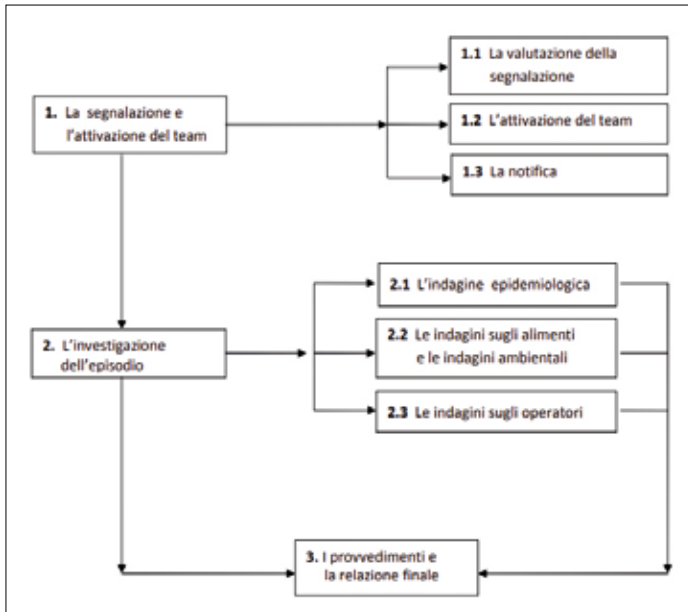 1. La segnalazione e
l'attivazione del team
1.1 La valutazione della
segnalazione
1.2 L'attivazione del team
1.3 La notifica
2. L'investigazione
dell'episodio
2.1 L'indagine epidemiologica
2.2 Le indagini sugli alimenti
e le indagini ambientali
2.3 Le indagini sugli operatori
3. I provvedimenti e
la relazione finale